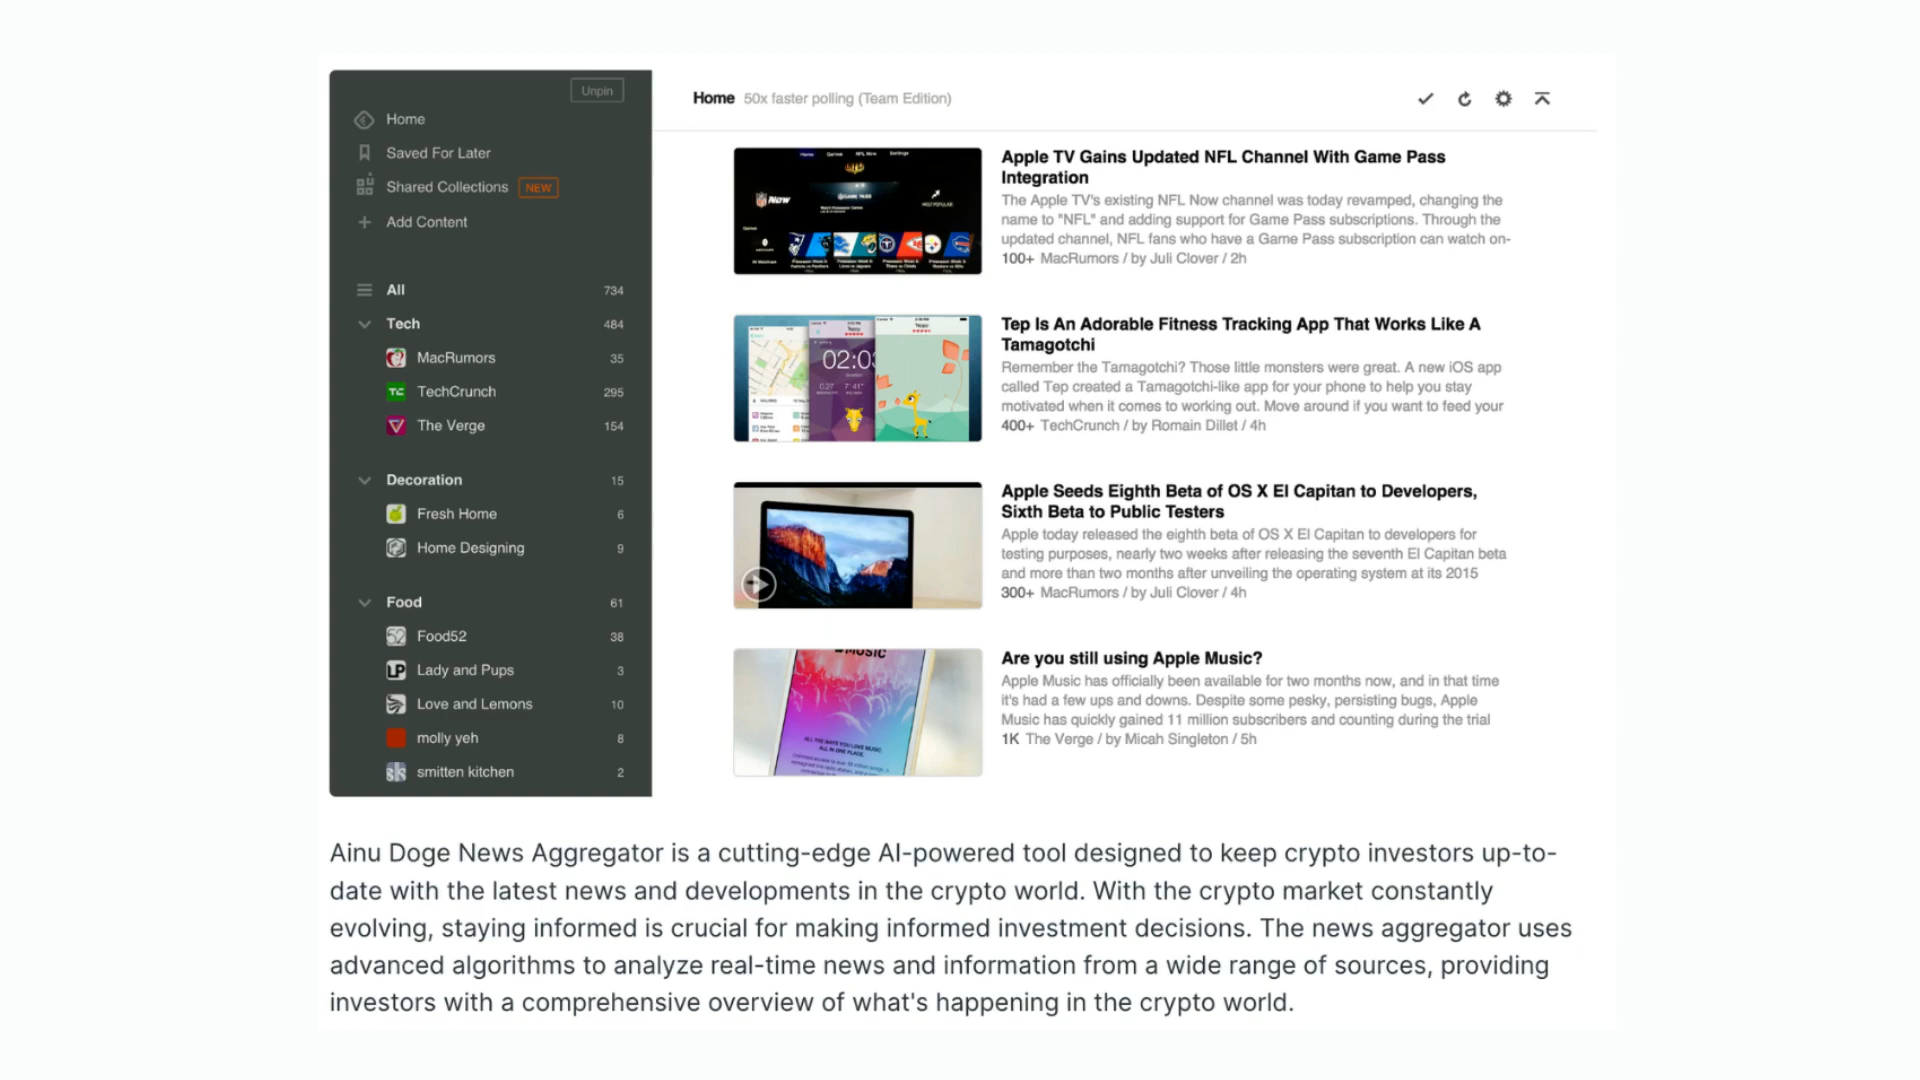 Unpin
Home
Saved For Later
Shared Collections NEW
Add Content
All 734
Tech 484
MacRumors 35
TechCrunch 295
The Verge 154
Decoration 15
Fresh Home 6
Home Designing 9
Food 61
Food52 38
Lady and Pups 3
Love and Lemons 10
molly yeh 8
smitten kitchen 2
Home 50x faster polling (Team Edition)
Apple TV Gains Updated NFL Channel With Game Pass
Integration
The Apple TV's existing NFL Now channel was today revamped, changing the
name to "NFL" and adding support for Game Pass subscriptions. Through the
updated channel, NFL fans who have a Game Pass subscription can watch on-
100+ MacRumors / by Juli Clover / 2h
Tep Is An Adorable Fitness Tracking App That Works Like A
Tamagotchi
Remember the Tamagotchi? Those little monsters were great. A new iOS app
called Tep created a Tamagotchi-like app for your phone to help you stay
motivated when it comes to working out. Move around if you want to feed your
400+ TechCrunch / by Romain Dillet / 4h
02:03
0.27 7'41"
Apple Seeds Eighth Beta of OS X El Capitan to Developers,
Sixth Beta to Public Testers
Apple today released the eighth beta of OS X El Capitan to developers for
testing purposes, nearly two weeks after releasing the seventh El Capitan beta
and more than two months after unveiling the operating system at its 2015
300+ MacRumors / by Juli Clover / 4h
MUSIC
ALL THE WAYS YOU LOVE MUSIC.
ALL IN ONE PLACE.
Are you still using Apple Music?
Apple Music has officially been available for two months now, and in that time
it's had a few ups and downs. Despite some pesky, persisting bugs, Apple
Music has quickly gained 11 million subscribers and counting during the trial
1K The Verge / by Micah Singleton / 5h
Ainu Doge News Aggregator is a cutting-edge AI-powered tool designed to keep crypto investors up-to-
date with the latest news and developments in the crypto world. With the crypto market constantly
evolving, staying informed is crucial for making informed investment decisions. The news aggregator uses
advanced algorithms to analyze real-time news and information from a wide range of sources, providing
investors with a comprehensive overview of what's happening in the crypto world.